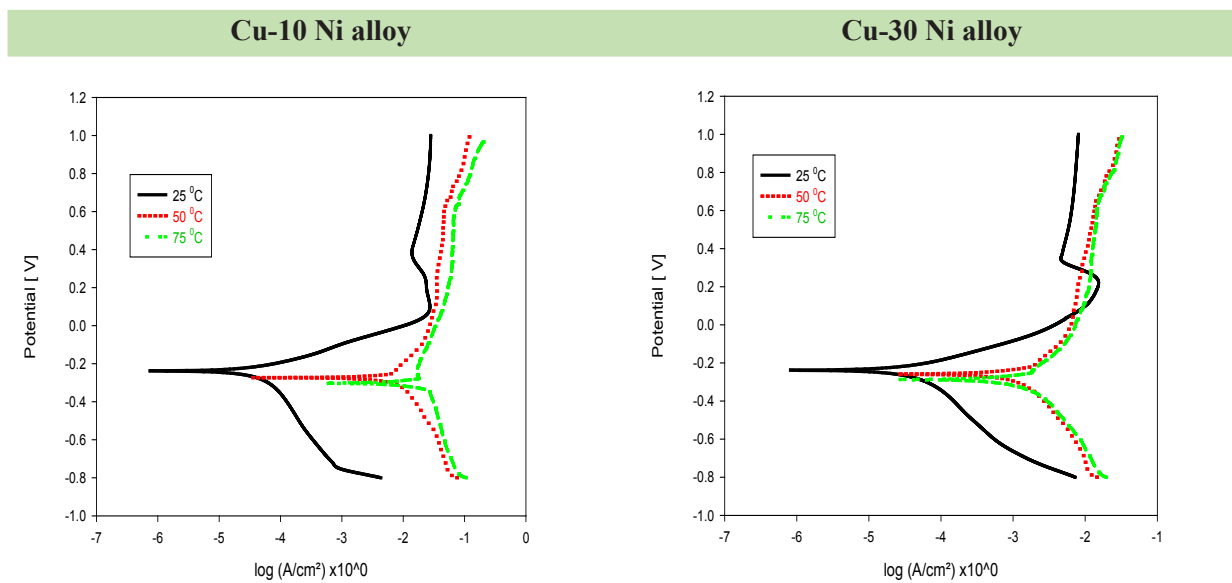 Cu-10 Ni alloy
Cu-30 Ni alloy
1.2
1.0
0.8
0.6
0.4
0.2
0.0
-0.2
-0.4
-0.6
-0.8
-1.0
Potential [ V]
25 ⁰C
50 ⁰C
75 ⁰C
-7 -6 -5 -4 -3 -2 -1 0
log (A/cm²) x10^0
1.2
1.0
0.8
0.6
0.4
0.2
0.0
-0.2
-0.4
-0.6
-0.8
-1.0
Potential [ V]
25 ⁰C
50 ⁰C
75 ⁰C
-7 -6 -5 -4 -3 -2 -1
log (A/cm²) x10^0